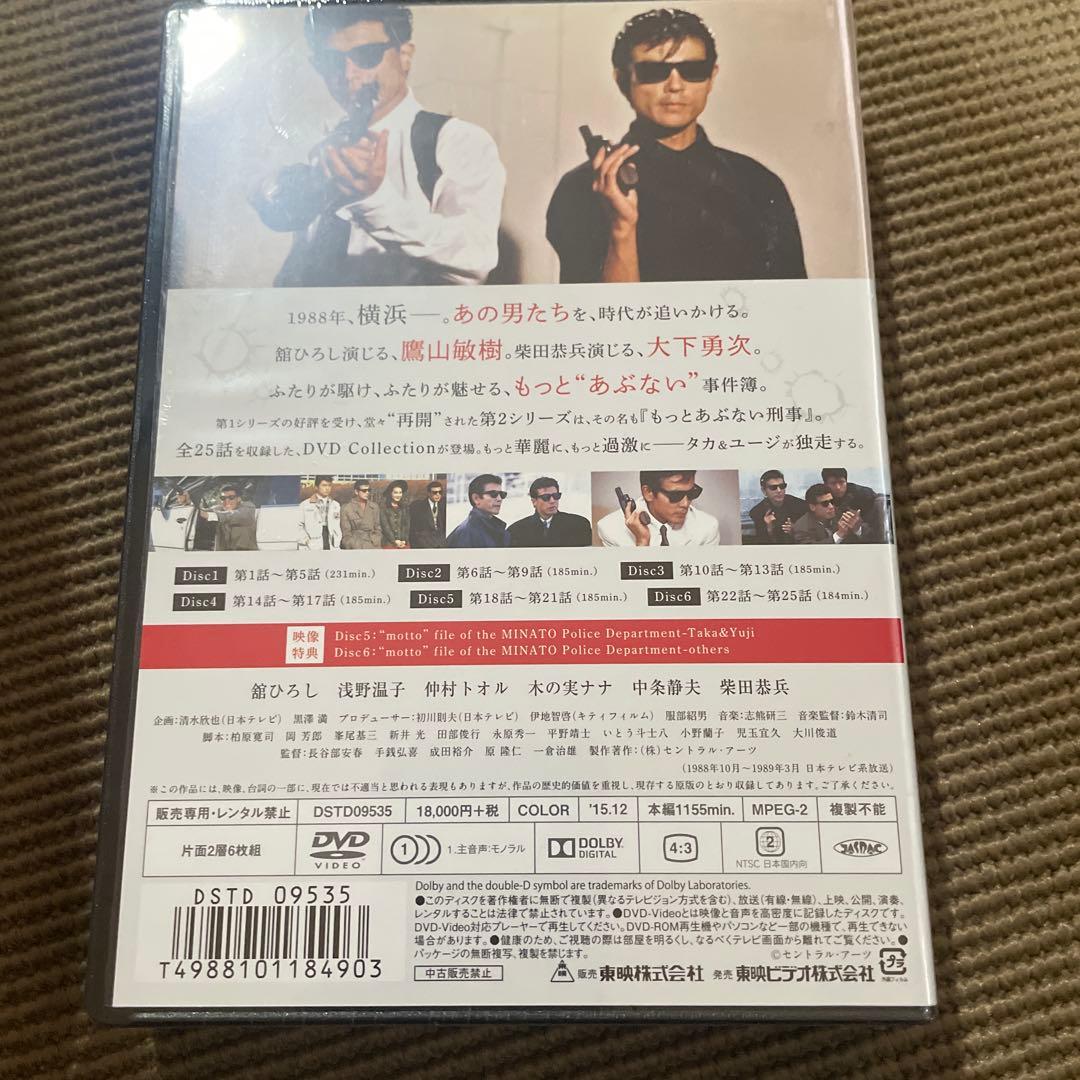 1988年、横浜―。あの男たちを、時代が追いかける。
舘ひろし演じる、鷹山敏樹。柴田恭兵演じる、大下勇次。
ふたりが駆け、ふたりが魅せる、もっと“あぶない”事件簿。
第1シリーズの好評を受け、堂々“再開”された第2シリーズは、その名も『もっとあぶない刑事』。
全25話を収録した、DVD Collectionが登場。もっと華麗に、もっと過激に――タカ&ユージが独走する。
Disc1 第1話～第5話(231min.) Disc2 第6話～第9話(185min.) Disc3 第10話～第13話(185min.)
Disc4 第14話～第17話(185min.) Disc5 第18話～第21話(185min.) Disc6 第22話～第25話(184min.)
映像特典
Disc5:“motto” file of the MINATO Police Department-Taka&Yuji
Disc6:“motto” file of the MINATO Police Department-others
舘ひろし 浅野温子 仲村トオル 木の実ナナ 中条静夫 柴田恭兵
企画:清水欣也(日本テレビ) 黒澤 満 プロデューサー:初川則夫(日本テレビ) 伊地智啓(キティフィルム) 服部紹男 音楽:志熊研三 音楽監督:鈴木清司
脚本:柏原寛司 岡 芳郎 峯尾基三 新井 光 田部俊行 永原秀一 平野靖士 いとう斗士八 小野蘭子 児玉宜久 大川俊道
監督:長谷部安春 手銭弘喜 成田裕介 原 隆仁 一倉治雄 製作著作:(株)セントラル・アーツ
(1988年10月～1989年3月 日本テレビ系放送)
※この作品には、映像、台詞の一部に、現在では不適当と思われる表現もありますが、作品の歴史的価値を重視し、現存する原版のとおり収録してあります。ご了承ください。
販売専用・レンタル禁止 DSTD09535 18,000円+税 COLOR '15.12 本編1155min. MPEG-2 複製不能
片面2層6枚組 DVD VIDEO 1 1.主音声:モノラル DOLBY DIGITAL 4:3 2 NTSC 日本国内向 JASRAC
DSTD 09535
T4988101184903
Dolby and the double-D symbol are trademarks of Dolby Laboratories.
●このディスクを著作権者に無断で複製(異なるテレビジョン方式を含む)、放送(有線・無線)、上映、公開、演奏、
レンタルすることは法律で禁止されています。●DVD-Videoとは映像と音声を高密度に記録したディスクです。
DVD-Video対応プレーヤーで再生してください。DVD-ROM再生機やパソコンなど一部の機種で、再生できない
場合があります。●健康のため、ご視聴の際は部屋を明るくし、なるべくテレビ画面から離れてご覧ください。●
パッケージの無断複写、複製を禁じます。
©セントラル・アーツ
中古販売禁止 東映 販売 東映株式会社 発売 東映ビデオ株式会社 プラ 外装フィルム